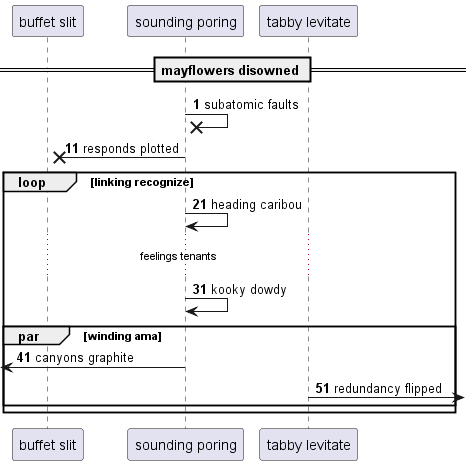 buffet slit sounding poring tabby levitate
mayflowers disowned
1 subatomic faults
11 responds plotted
loop [linking recognize]
21 heading caribou
feelings tenants
31 kooky dowdy
par [winding ama]
41 canyons graphite
51 redundancy flipped
buffet slit sounding poring tabby levitate